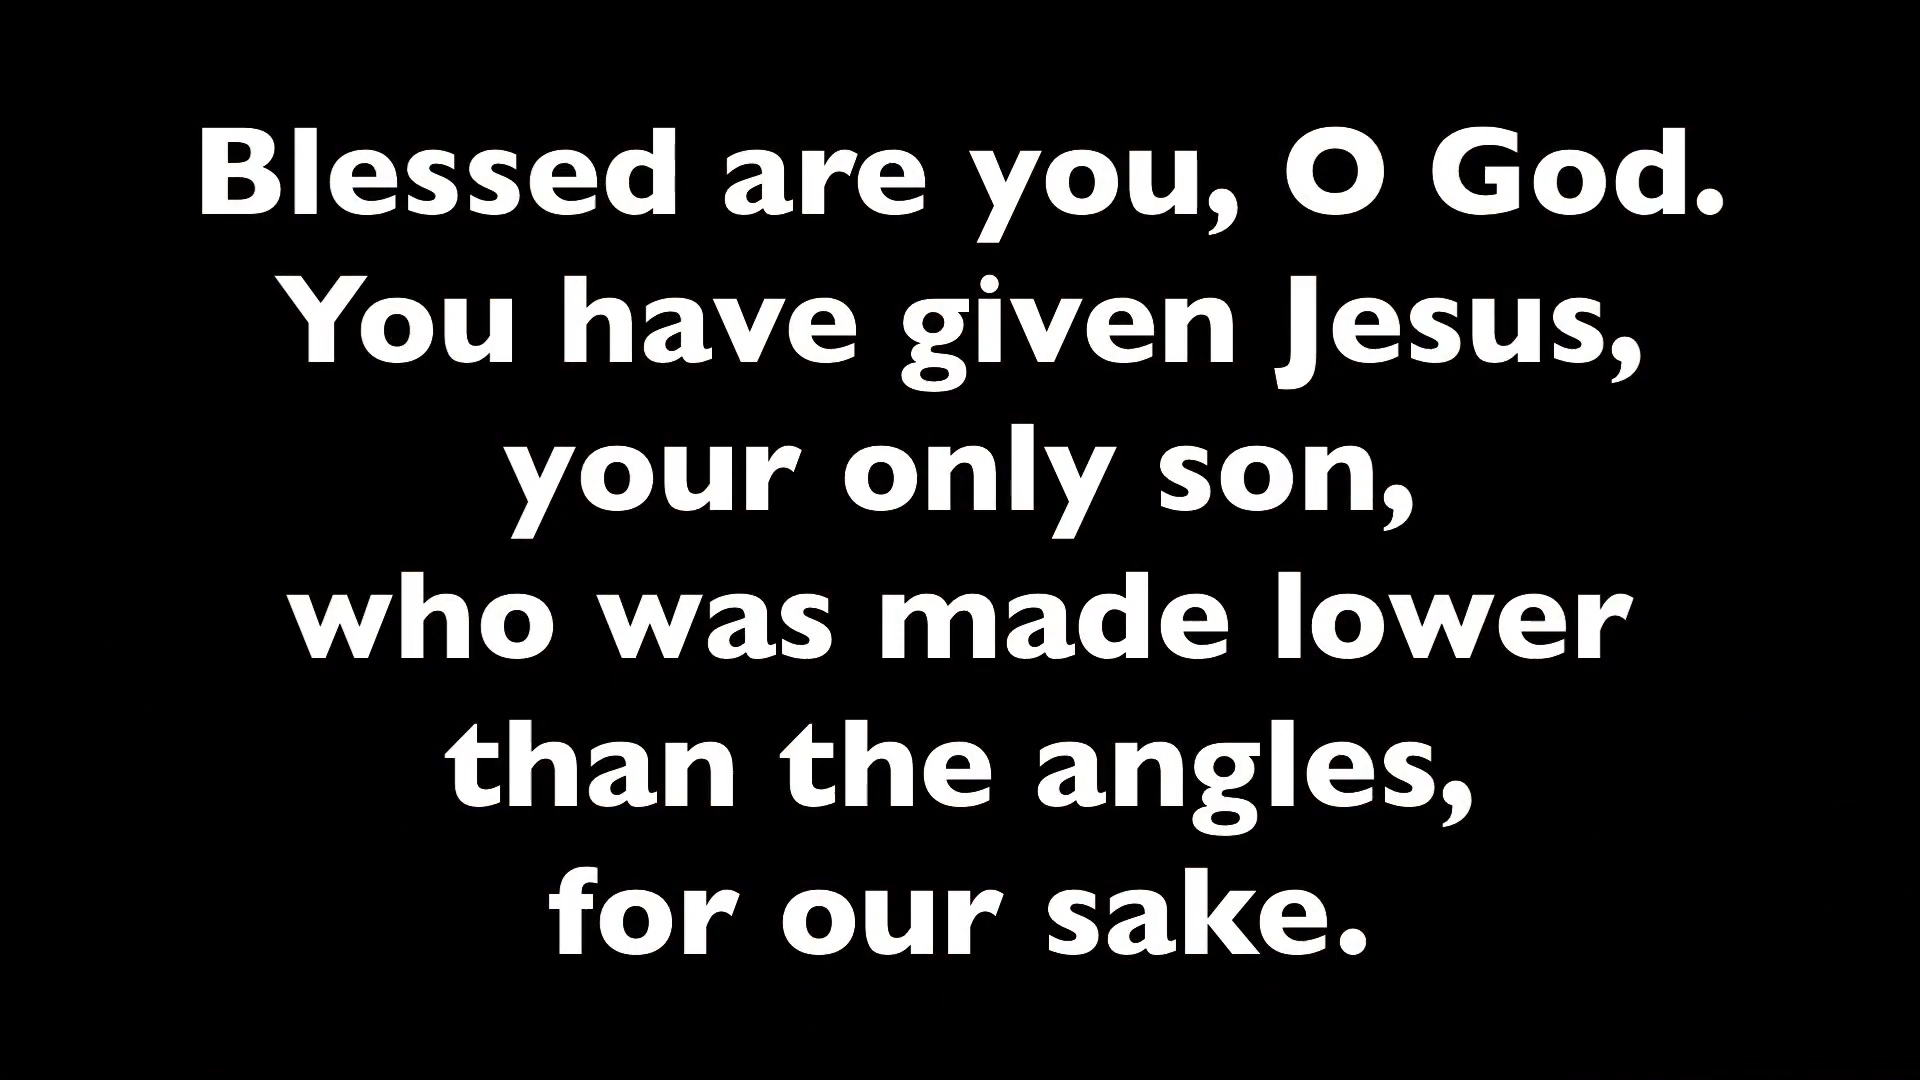 Blessed are you, O God.
You have given Jesus,
your only son,
who was made lower
than the angles,
for our sake.